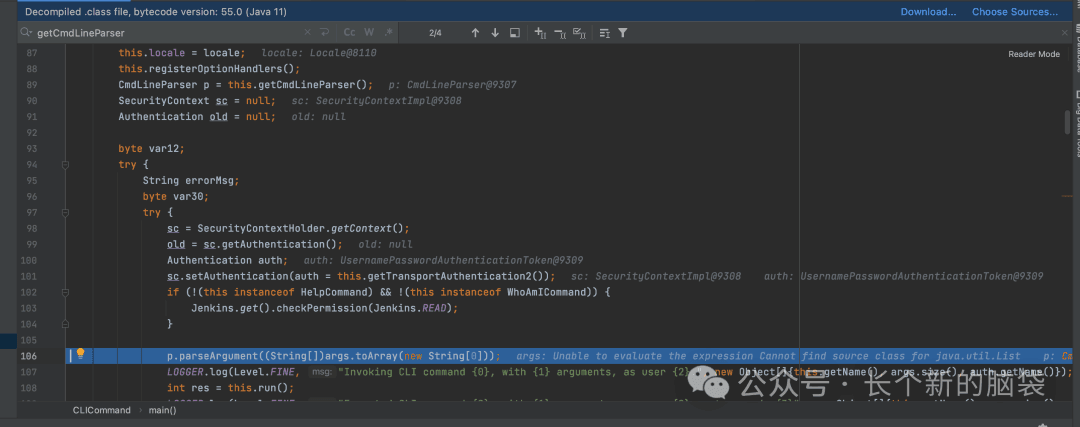 Decompiled .class file, bytecode version: 55.0 (Java 11) Download... Choose Sources...
getCmdLineParser Cc W .* 2/4
Reader Mode
87 this.locale = locale; locale: Locale@8110
88 this.registerOptionHandlers();
89 CmdLineParser p = this.getCmdLineParser(); p: CmdLineParser@9307
90 SecurityContext sc = null; sc: SecurityContextImpl@9308
91 Authentication old = null; old: null
92
93 byte var12;
94 try {
95 String errorMsg;
96 byte var30;
97 try {
98 sc = SecurityContextHolder.getContext();
99 old = sc.getAuthentication(); old: null
100 Authentication auth; auth: UsernamePasswordAuthenticationToken@9309
101 sc.setAuthentication(auth = this.getTransportAuthentication2()); sc: SecurityContextImpl@9308 auth: UsernamePasswordAuthenticationToken@9309
102 if (!(this instanceof HelpCommand) && !(this instanceof WhoAmICommand)) {
103 Jenkins.get().checkPermission(Jenkins.READ);
104 }
105
106 p.parseArgument((String[])args.toArray(new String[0])); args: Unable to evaluate the expression Cannot find source class for java.util.List p: Cm
107 LOGGER.log(Level.FINE, msg: "Invoking CLI command {0}, with {1} arguments, as user {2}", new Object[]{this.getName(), args.size(), auth.getName()});
108 int res = this.run();
公众号 · 长个新的脑袋
CLICommand > main()